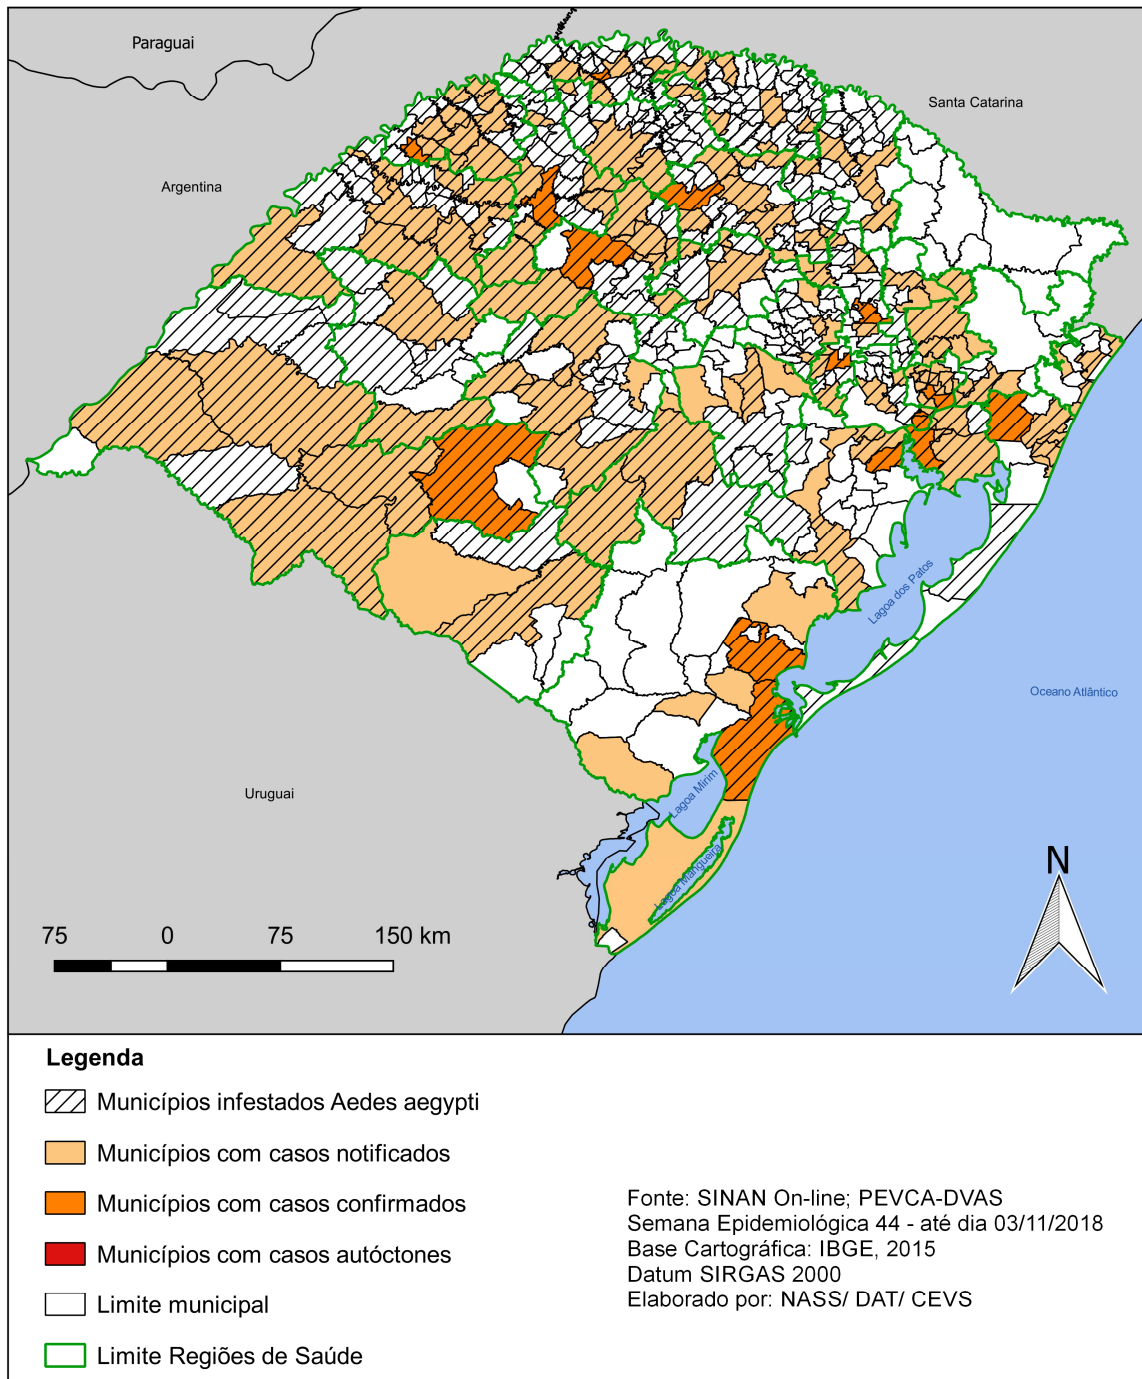 Paraguai
Santa Catarina
Argentina
Lagoa dos Patos
Oceano Atlântico
Uruguai
Lagoa Mirim
Lagoa Mangueira
N
75 0 75 150 km
Legenda
Municípios infestados Aedes aegypti
Municípios com casos notificados
Municípios com casos confirmados
Municípios com casos autóctones
Limite municipal
Limite Regiões de Saúde
Fonte: SINAN On-line; PEVCA-DVAS
Semana Epidemiológica 44 - até dia 03/11/2018
Base Cartográfica: IBGE, 2015
Datum SIRGAS 2000
Elaborado por: NASS/ DAT/ CEVS